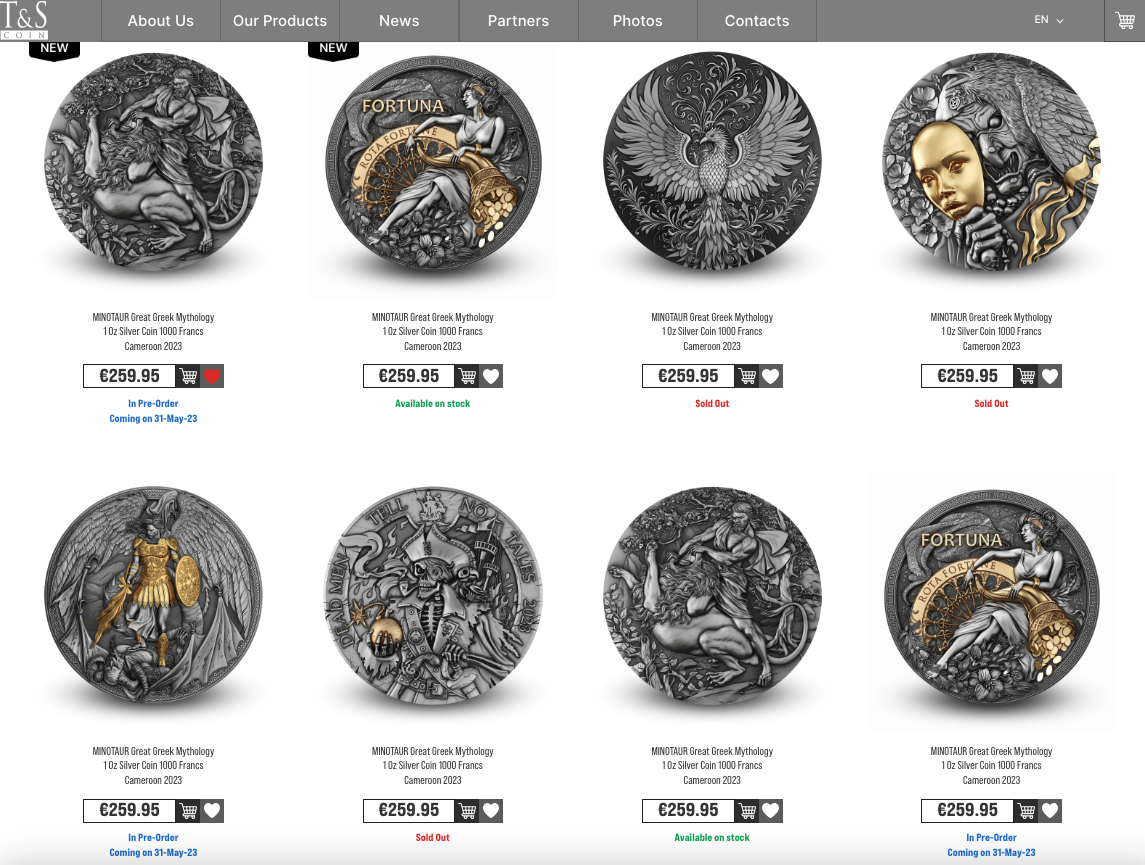 T&S
COIN
About Us
Our Products
News
Partners
Photos
Contacts
EN
NEW
NEW
FORTUNA
ROTA FORTUNE
MINOTAUR Great Greek Mythology
1 Oz Silver Coin 1000 Francs
Cameroon 2023
€259.95
In Pre-Order
Coming on 31-May-23
MINOTAUR Great Greek Mythology
1 Oz Silver Coin 1000 Francs
Cameroon 2023
€259.95
Available on stock
MINOTAUR Great Greek Mythology
1 Oz Silver Coin 1000 Francs
Cameroon 2023
€259.95
Sold Out
MINOTAUR Great Greek Mythology
1 Oz Silver Coin 1000 Francs
Cameroon 2023
€259.95
Sold Out
DEAD MEN TELL NO TALES 2023
FORTUNA
ROTA FORTUNE
MINOTAUR Great Greek Mythology
1 Oz Silver Coin 1000 Francs
Cameroon 2023
€259.95
In Pre-Order
Coming on 31-May-23
MINOTAUR Great Greek Mythology
1 Oz Silver Coin 1000 Francs
Cameroon 2023
€259.95
Sold Out
MINOTAUR Great Greek Mythology
1 Oz Silver Coin 1000 Francs
Cameroon 2023
€259.95
Available on stock
MINOTAUR Great Greek Mythology
1 Oz Silver Coin 1000 Francs
Cameroon 2023
€259.95
In Pre-Order
Coming on 31-May-23